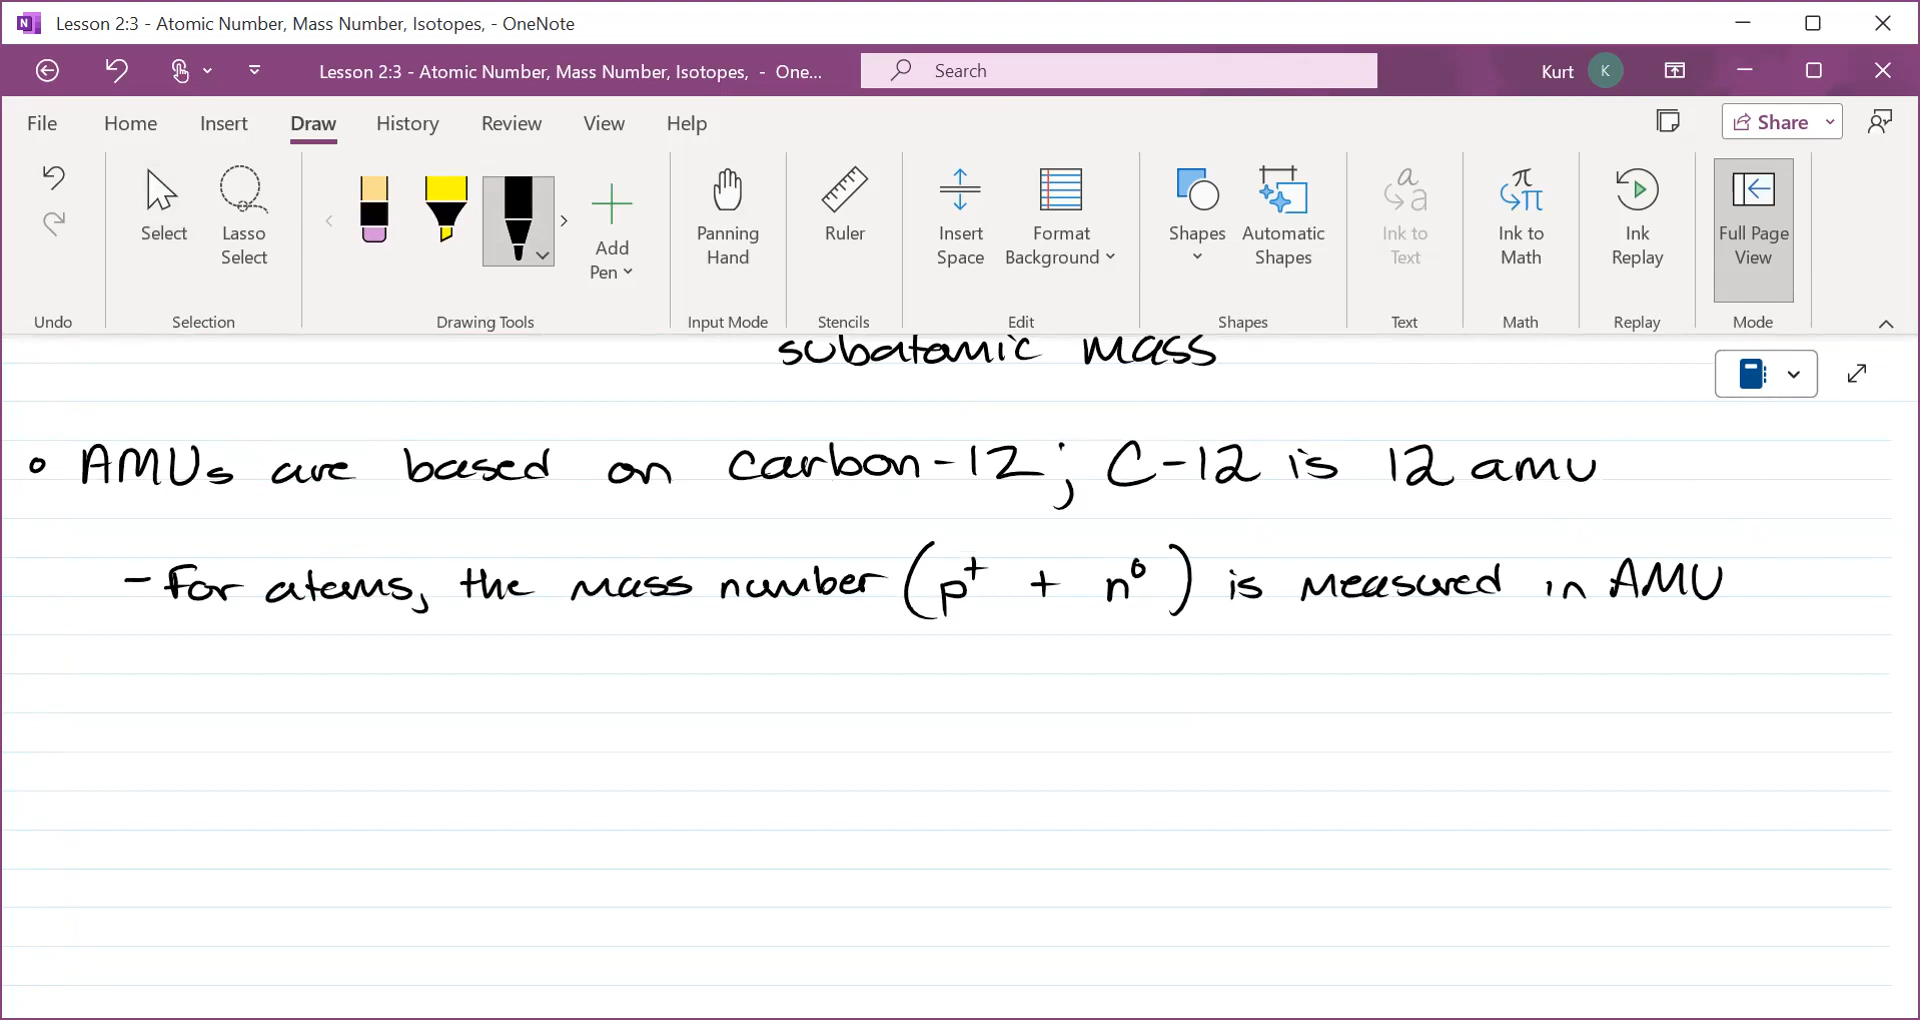 Lesson 2:3 - Atomic Number, Mass Number, Isotopes, - OneNote
Lesson 2:3 - Atomic Number, Mass Number, Isotopes, - One...
Search
Kurt
K
File Home Insert Draw History Review View Help
Share
Select
Lasso Select
Add Pen
Panning Hand
Ruler
Insert Space
Format Background
Shapes
Automatic Shapes
Ink to Text
Ink to Math
Ink Replay
Full Page View
Undo Selection Drawing Tools Input Mode Stencils Edit Shapes Text Math Replay Mode
subatomic mass
∘ AMUs are based on carbon-12; C-12 is 12 amu
- For atoms, the mass number (p⁺ + n⁰) is measured in AMU